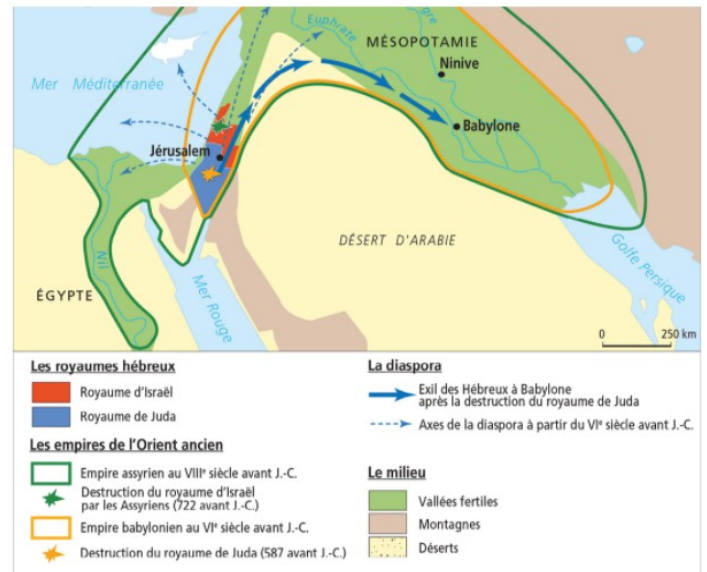 Euphrate
gre
MÉSOPOTAMIE
Mer Méditerranée
Ninive
Babylone
Jérusalem
DÉSERT D'ARABIE
Golfe Persique
Nil
ÉGYPTE
Mer Rouge
0 250 km
Les royaumes hébreux
Royaume d'Israël
Royaume de Juda
Les empires de l'Orient ancien
Empire assyrien au VIIIe siècle avant J.-C.
Destruction du royaume d'Israël
par les Assyriens (722 avant J.-C.)
Empire babylonien au VIe siècle avant J.-C.
Destruction du royaume de Juda (587 avant J.-C.)
La diaspora
Exil des Hébreux à Babylone
après la destruction du royaume de Juda
Axes de la diaspora à partir du VIe siècle avant J.-C.
Le milieu
Vallées fertiles
Montagnes
Déserts